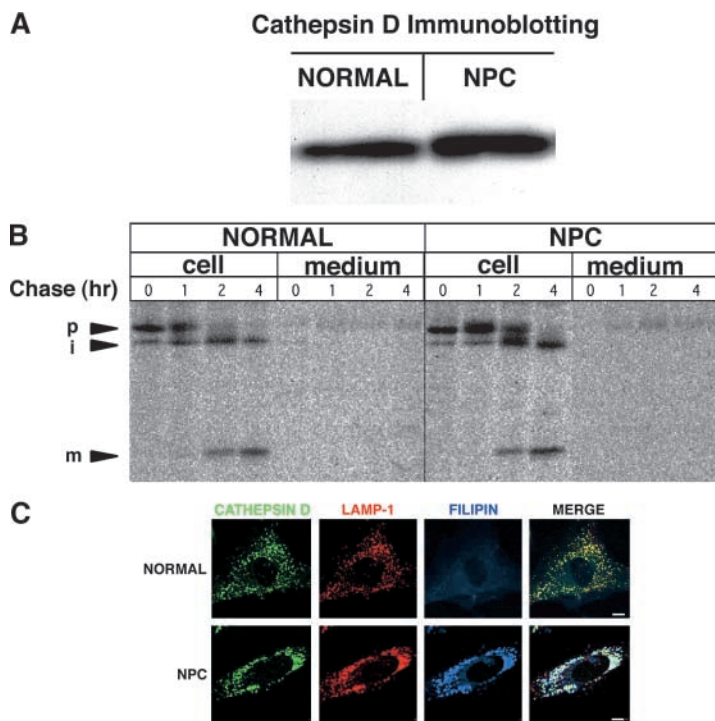 A
Cathepsin D Immunoblotting
NORMAL NPC
B
NORMAL NPC
cell medium cell medium
Chase (hr) 0 1 2 4 0 1 2 4 0 1 2 4 0 1 2 4
p
i
m
C
CATHEPSIN D LAMP-1 FILIPIN MERGE
NORMAL
NPC